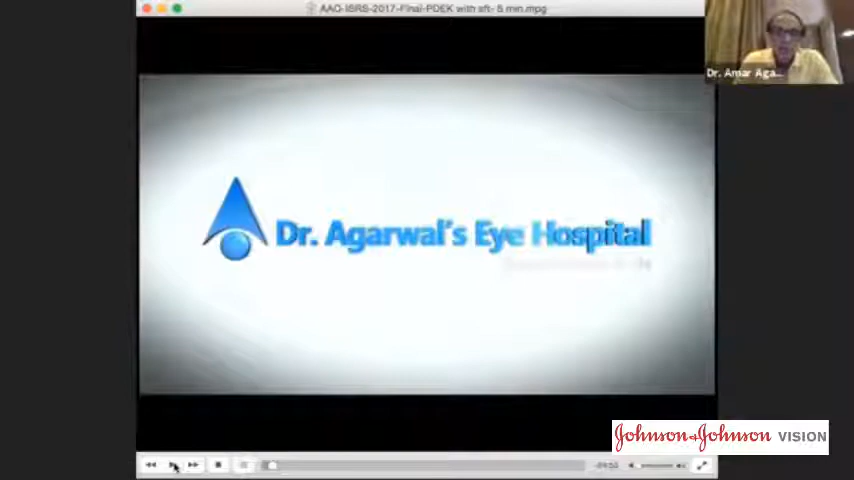 AAO-ISRS-2017-Final-PDEK with sft- 5 min.mpg
Dr. Amar Aga...
Dr. Agarwal's Eye Hospital
Johnson & Johnson VISION